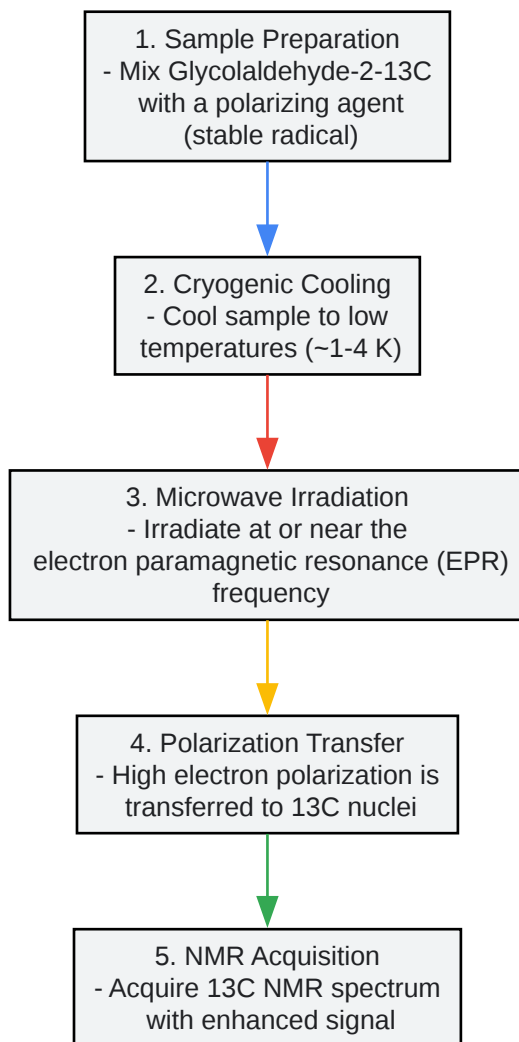 1. Sample Preparation
- Mix Glycolaldehyde-2-13C
with a polarizing agent
(stable radical)
2. Cryogenic Cooling
- Cool sample to low
temperatures (~1-4 K)
3. Microwave Irradiation
- Irradiate at or near the
electron paramagnetic resonance (EPR)
frequency
4. Polarization Transfer
- High electron polarization is
transferred to 13C nuclei
5. NMR Acquisition
- Acquire 13C NMR spectrum
with enhanced signal